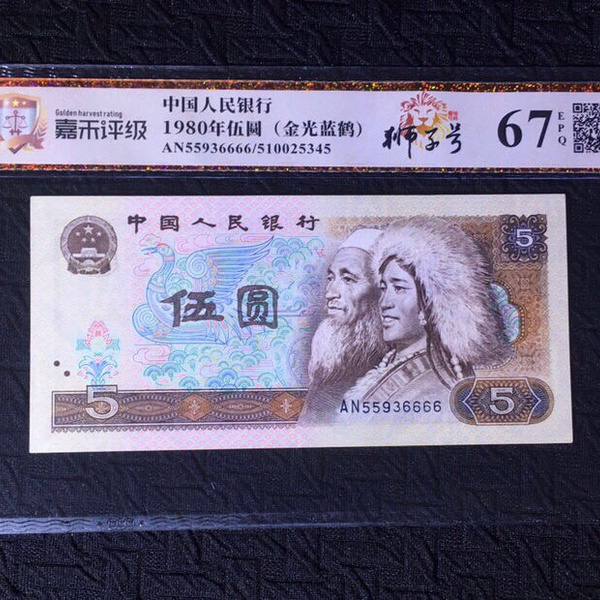 Golden harvest rating
嘉禾评级
中国人民银行
1980年伍圆（金光蓝鹤）
AN55936666/510025345
狮子号
67
EPQ
中国人民银行
5
伍圆
5
AN55936666
5